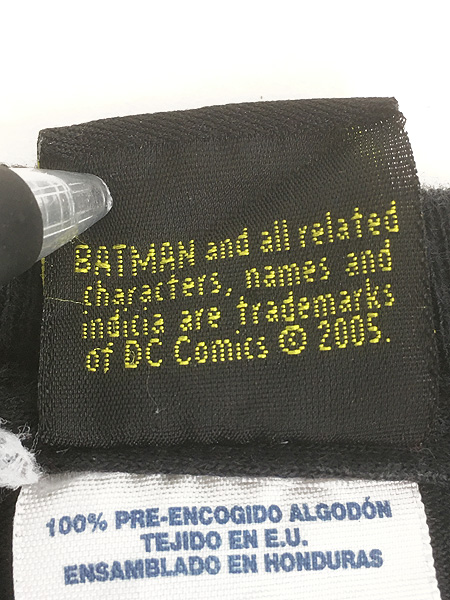 BATMAN and all related
characters, names and
indicia are trademarks
of DC Comics © 2005.
100% PRE-ENCOGIDO ALGODÓN
TEJIDO EN E.U.
ENSAMBLADO EN HONDURAS